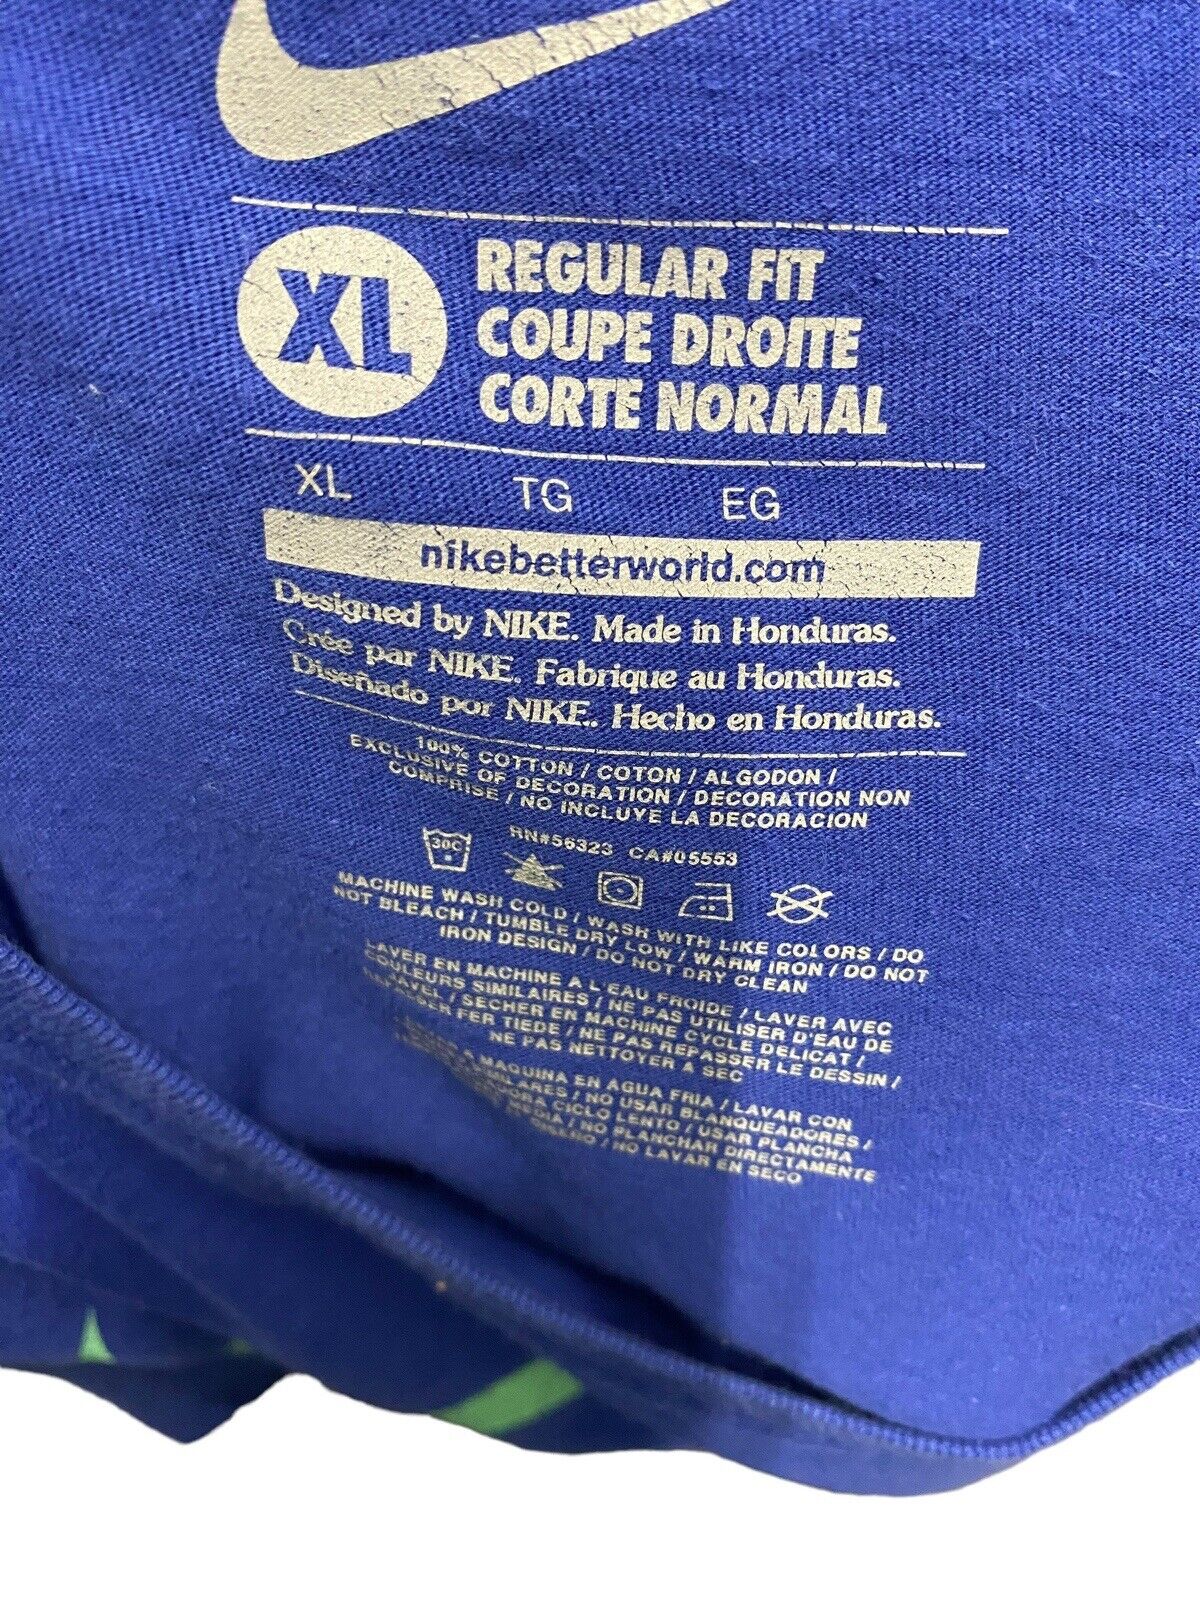 XL
REGULAR FIT
COUPE DROITE
CORTE NORMAL
XL TG EG
nikebetterworld.com
Designed by NIKE. Made in Honduras.
Crée par NIKE. Fabrique au Honduras.
Diseñado por NIKE. Hecho en Honduras.
100% COTTON / COTON / ALGODON /
EXCLUSIVE OF DECORATION / DECORATION NON
COMPRISE / NO INCLUYE LA DECORACION
RN#56323 CA#05553
30C
MACHINE WASH COLD / WASH WITH LIKE COLORS / DO
NOT BLEACH / TUMBLE DRY LOW / WARM IRON / DO NOT
IRON DESIGN / DO NOT DRY CLEAN
LAVER EN MACHINE A L'EAU FROIDE / LAVER AVEC
COULEURS SIMILAIRES / NE PAS UTILISER D'EAU DE
JAVEL / SECHER EN MACHINE CYCLE DELICAT /
FER TIEDE / NE PAS REPASSER LE DESSIN /
NE PAS NETTOYER A SEC
A MAQUINA EN AGUA FRIA / LAVAR CON
/ NO USAR BLANQUEADORES /
CICLO LENTO / USAR PLANCHA
MEDIA / NO PLANCHAR DIRECTAMENTE
/ NO LAVAR EN SECO